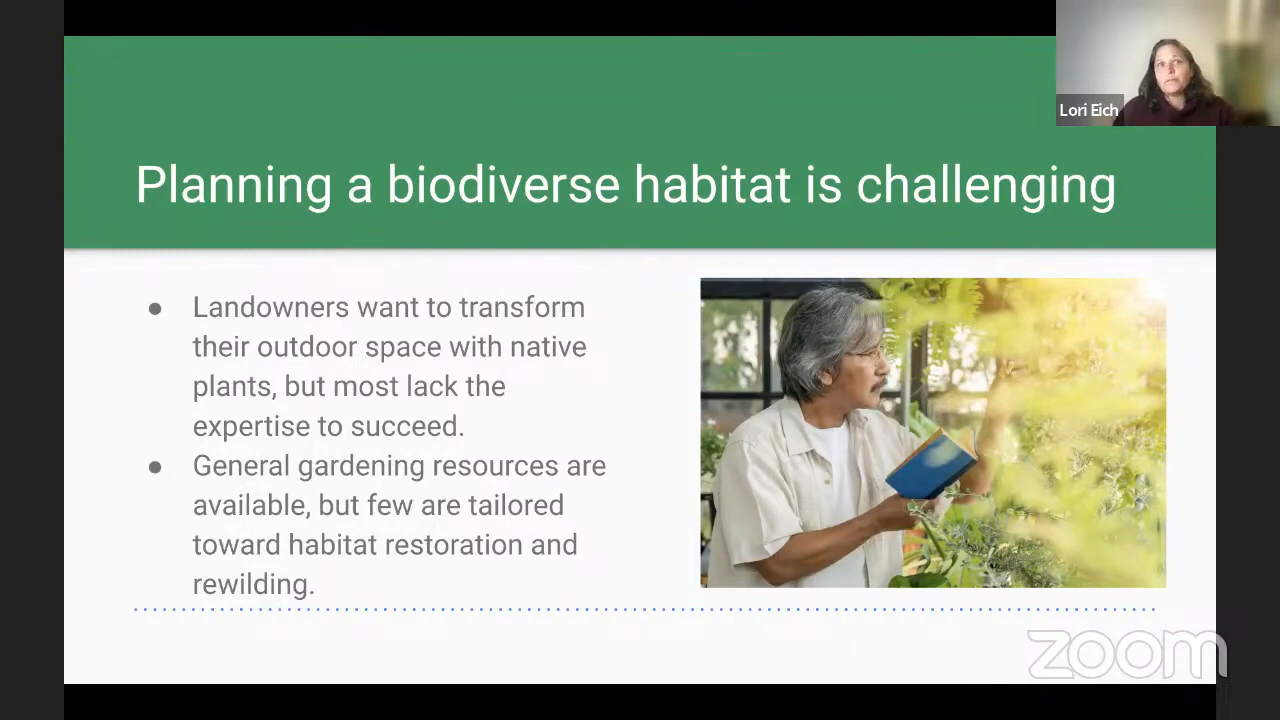 Lori Eich
Planning a biodiverse habitat is challenging
● Landowners want to transform
their outdoor space with native
plants, but most lack the
expertise to succeed.
● General gardening resources are
available, but few are tailored
toward habitat restoration and
rewilding.
zoom